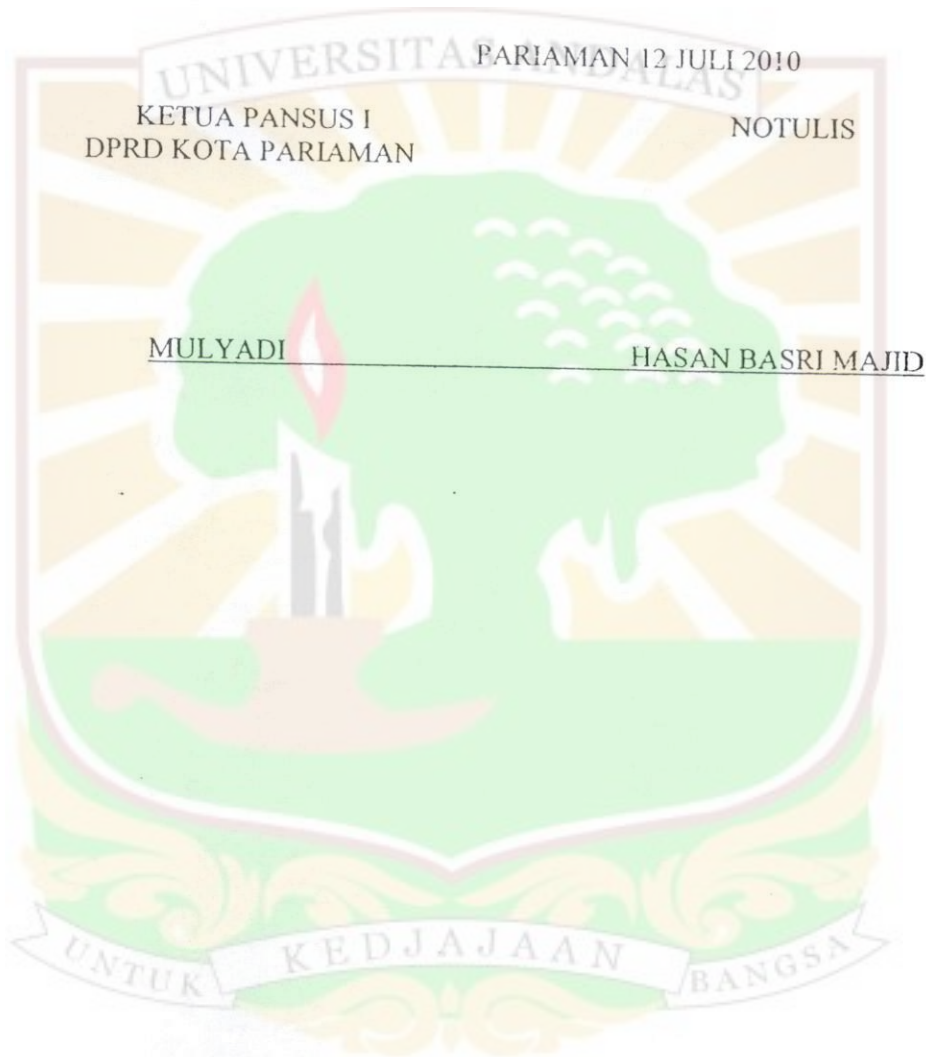 UNIVERSITAS ANDALAS
PARIAMAN 12 JULI 2010
KETUA PANSUS I
DPRD KOTA PARIAMAN
NOTULIS
MULYADI
HASAN BASRI MAJID
UNTUK KEDJAJAAN BANGSA